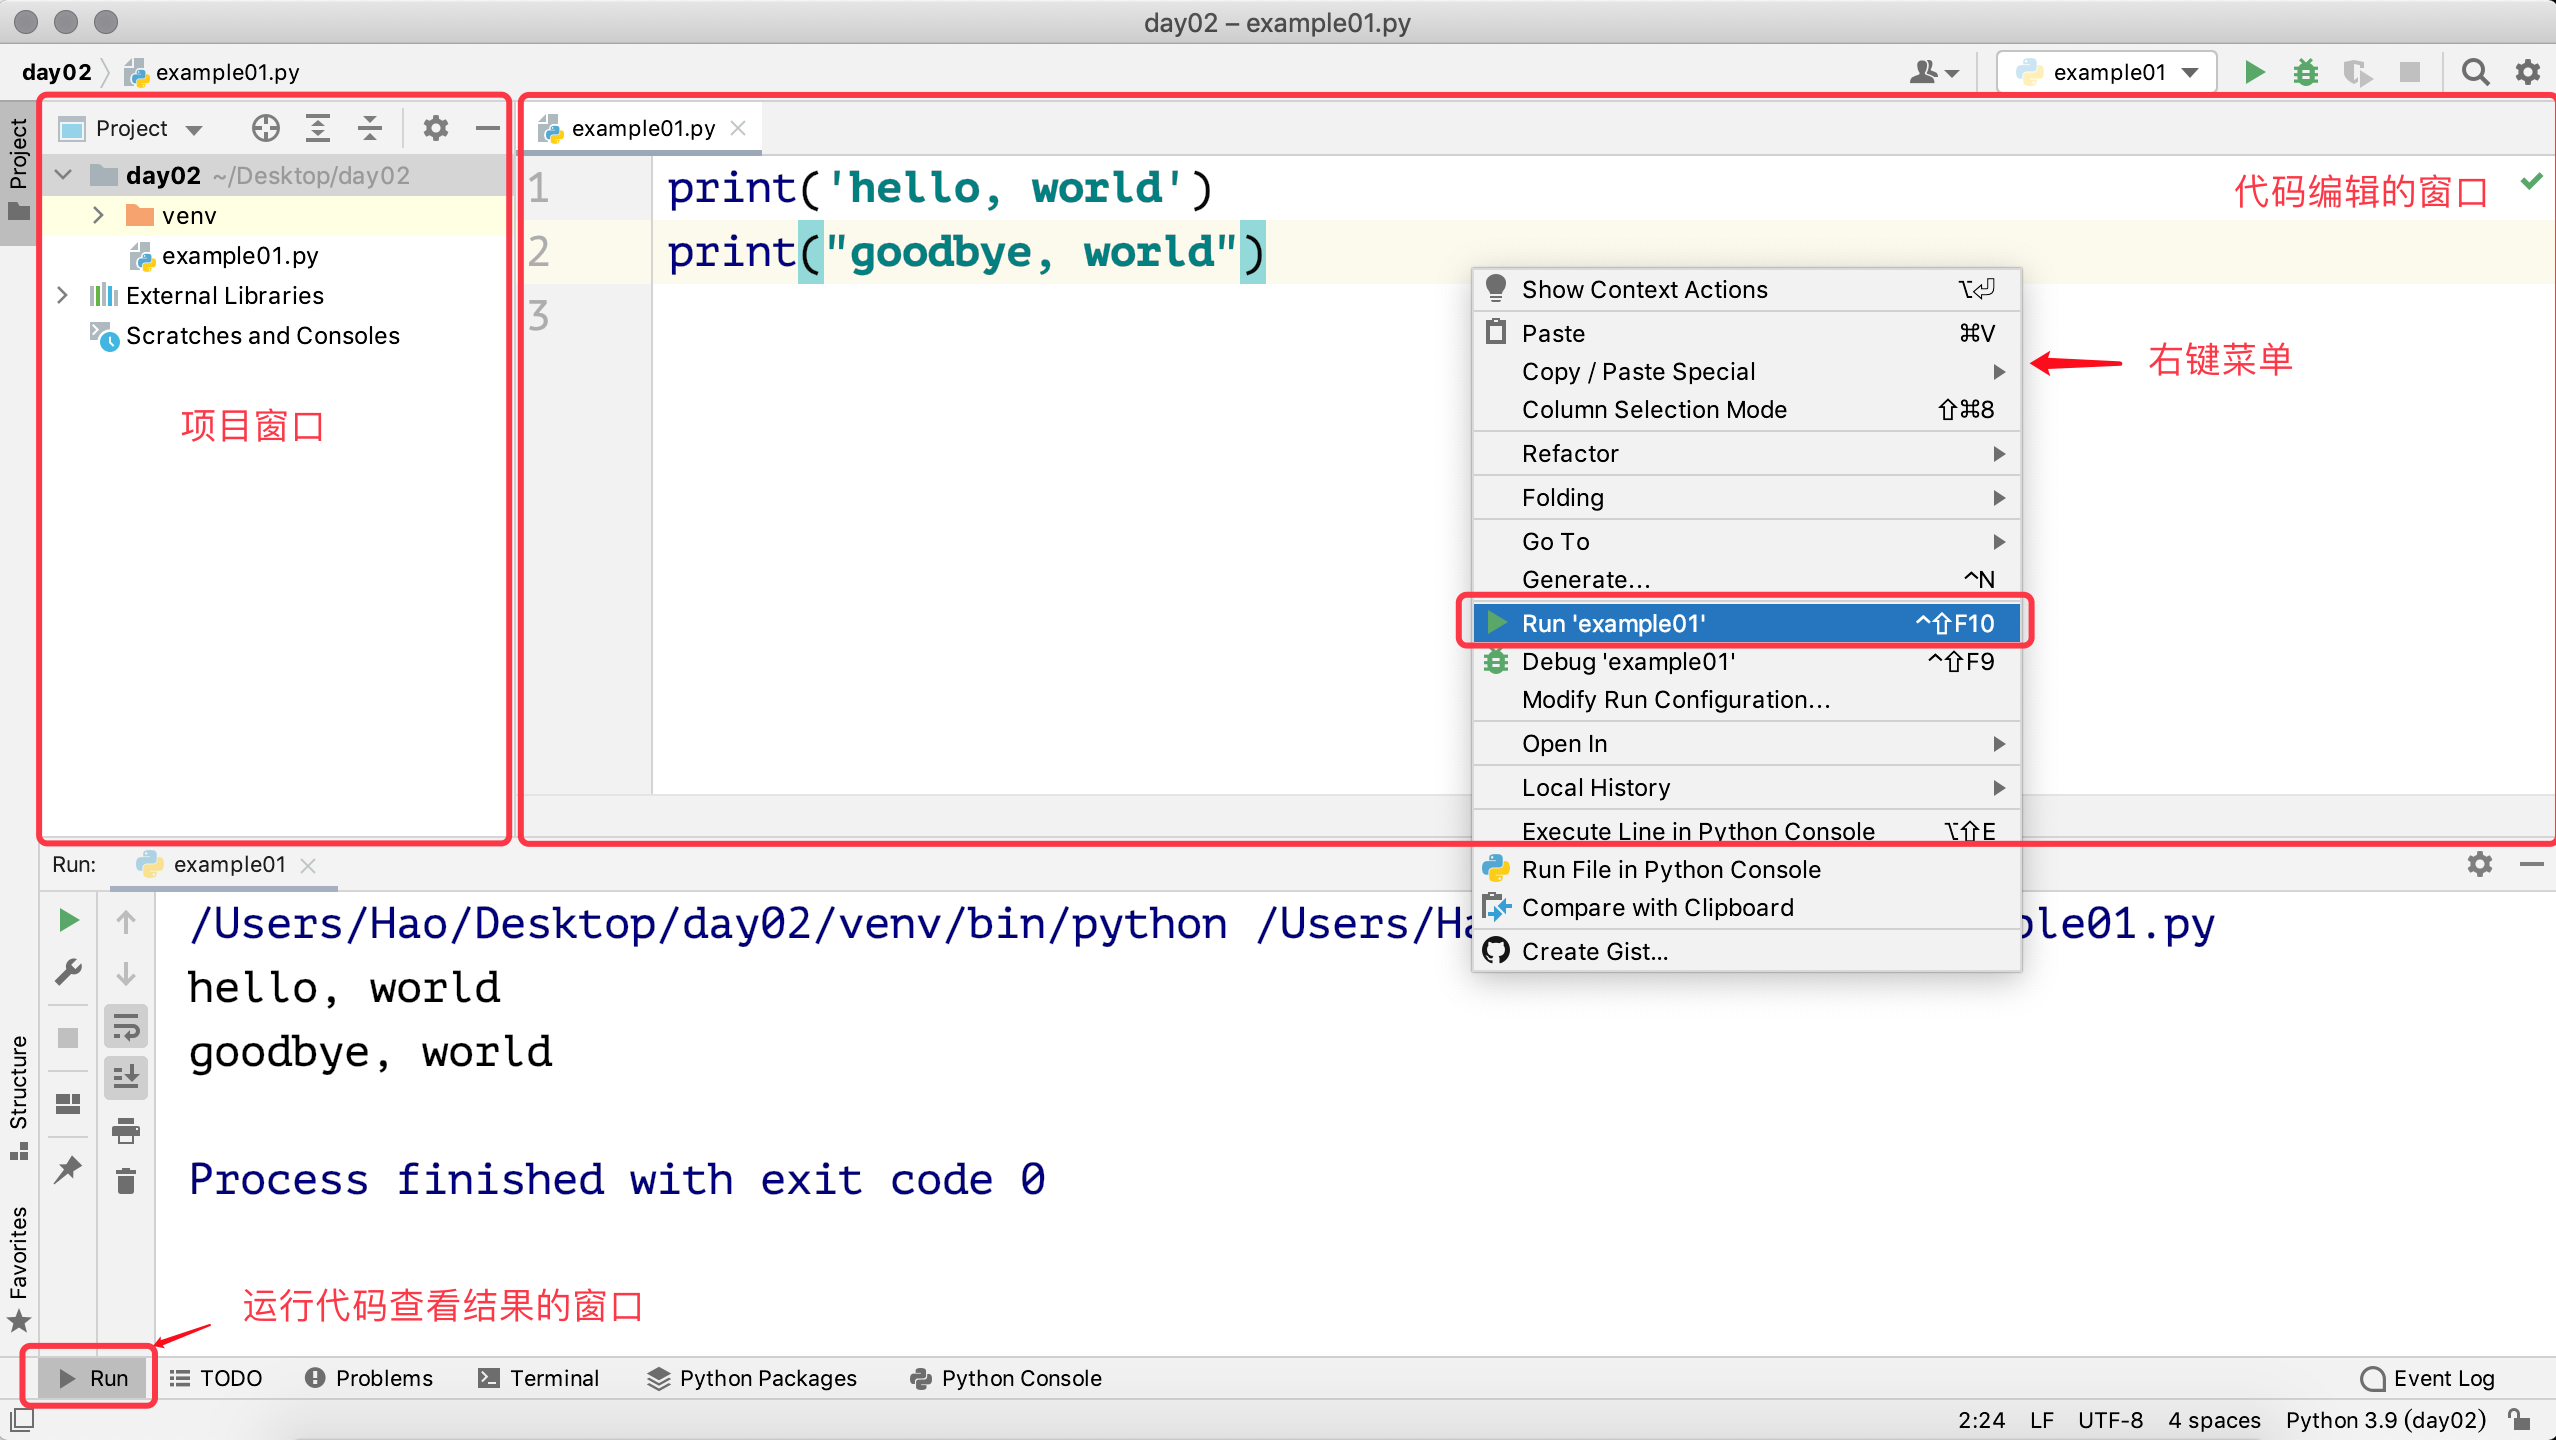 day02 – example01.py
day02 example01.py
example01
Project
Project
example01.py
day02 ~/Desktop/day02
venv
example01.py
External Libraries
Scratches and Consoles
项目窗口
1 print('hello, world')
2 print("goodbye, world")
3
代码编辑的窗口
Show Context Actions ⌥⏎
Paste ⌘V
Copy / Paste Special
Column Selection Mode ⇧⌘8
Refactor
Folding
Go To
Generate... ^N
Run 'example01' ^⇧F10
Debug 'example01' ^⇧F9
Modify Run Configuration...
Open In
Local History
Execute Line in Python Console ⌥⇧E
Run File in Python Console
Compare with Clipboard
Create Gist...
右键菜单
Run: example01
/Users/Hao/Desktop/day02/venv/bin/python /Users/Ha
ple01.py
hello, world
goodbye, world
Process finished with exit code 0
Structure
Favorites
运行代码查看结果的窗口
Run TODO Problems Terminal Python Packages Python Console Event Log
2:24 LF UTF-8 4 spaces Python 3.9 (day02)